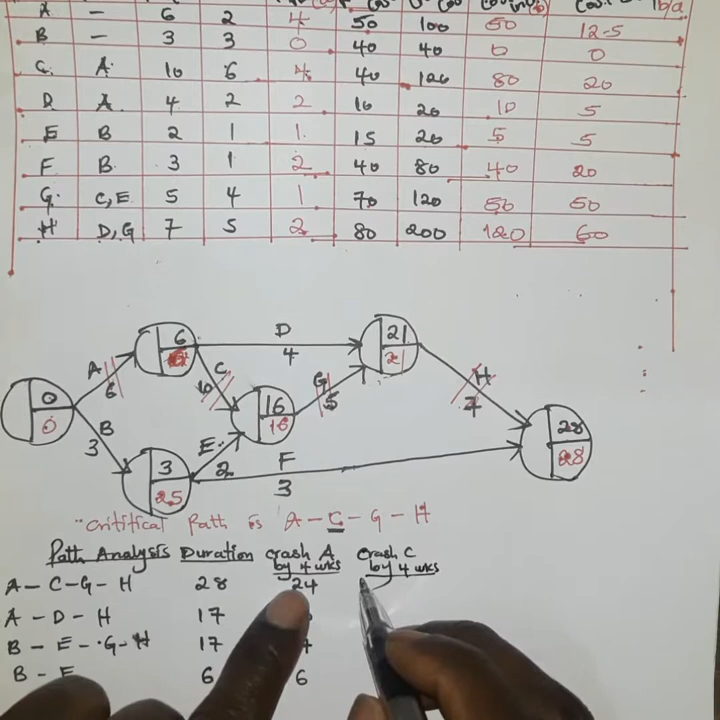 b/a
A — 6 2 4 50 100 50 12.5
B — 3 3 0 40 40 0 0
C. A. 10 6 4 40 120 80 20
D A 4 2 2 10 20 10 5
E B 2 1 1 15 20 5 5
F B 3 1 2 40 80 40 20
G. C,E 5 4 1 70 120 50 50
H D,G 7 5 2 80 200 120 60
D
4
6
21
21
A
6
C
G
5
H
7
0
0
16
16
28
28
B
3
E.
2
F
3
3
Crititical Path is A – C – G – H
Path Analysis Duration Crash A by 4 wks Crash C by 4 wks
A – C – G – H 28 24
A – D – H 17
B – E – G – H 17
B – F 6 6